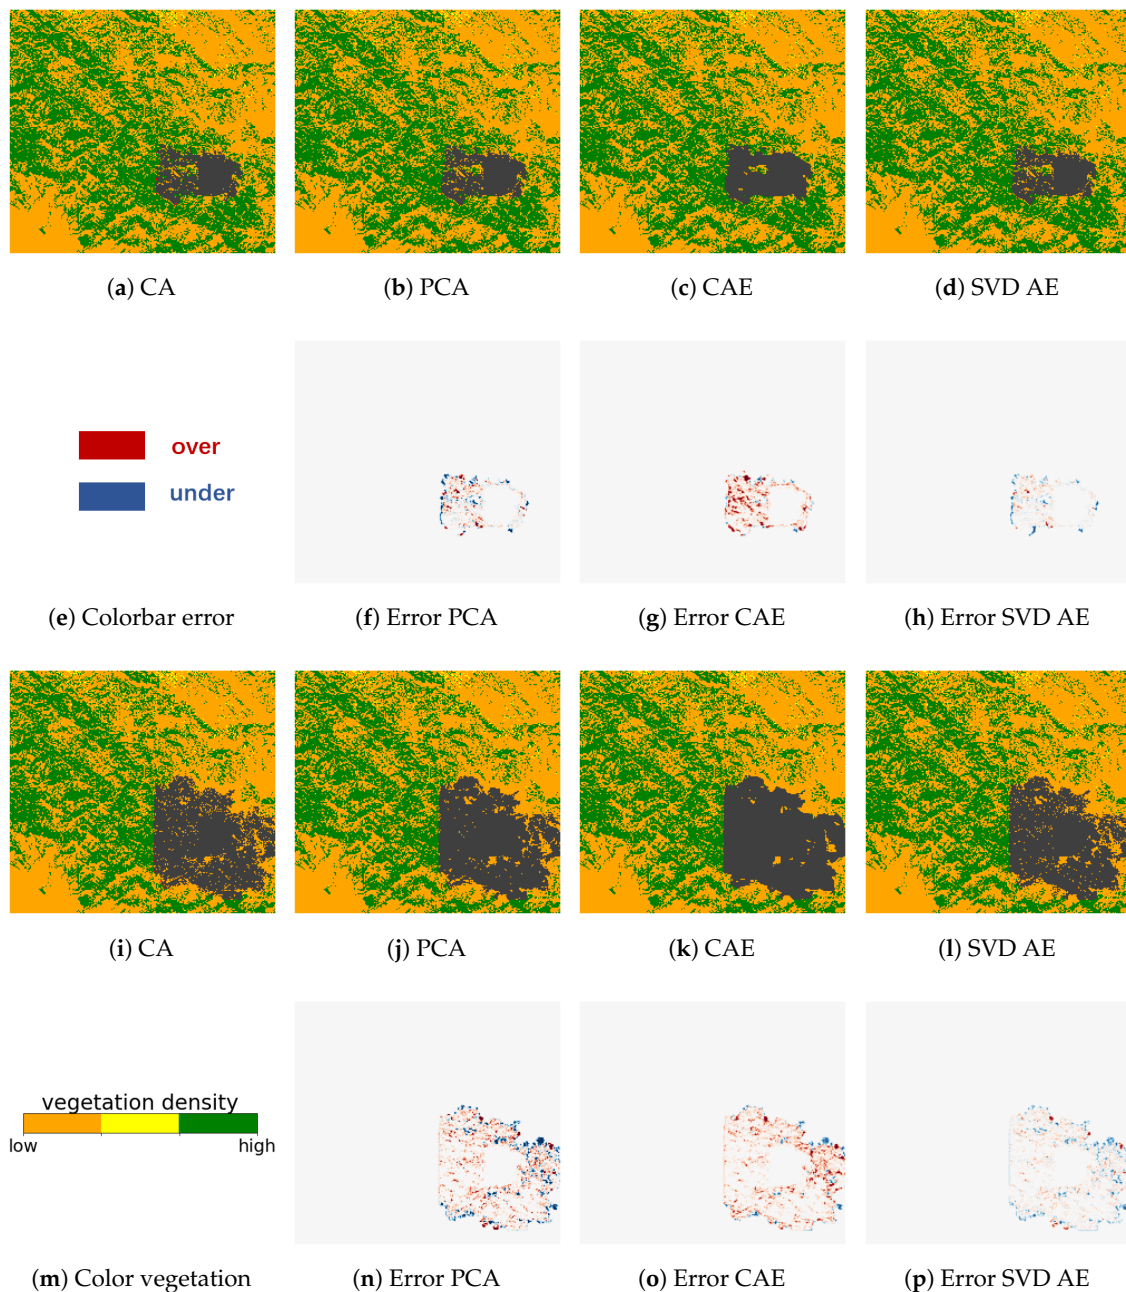 (a) CA
(b) PCA
(c) CAE
(d) SVD AE
over
under
(e) Colorbar error
(f) Error PCA
(g) Error CAE
(h) Error SVD AE
(i) CA
(j) PCA
(k) CAE
(l) SVD AE
vegetation density
low
high
(m) Color vegetation
(n) Error PCA
(o) Error CAE
(p) Error SVD AE